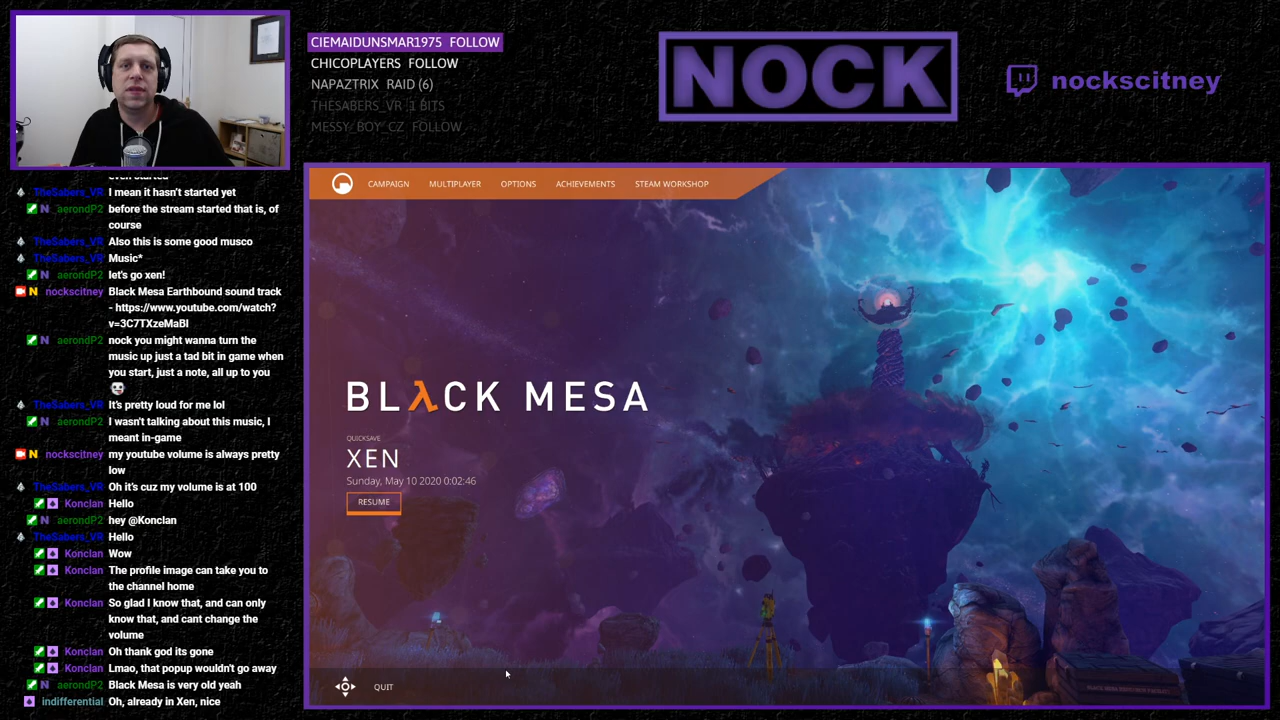 CIEMAIDUNSMAR1975 FOLLOW
CHICOPLAYERS FOLLOW
NAPAZTRIX RAID (6)
THESABERS_VR 1 BITS
MESSY_BOY_CZ FOLLOW
NOCK
nockscitney
even started
TheSabers_VR I mean it hasn't started yet
N aerondP2 before the stream started that is, of
course
TheSabers_VR Also this is some good musco
TheSabers_VR Music*
N aerondP2 let's go xen!
N nockscitney Black Mesa Earthbound sound track
- https://www.youtube.com/watch?
v=3C7TXzeMaBI
N aerondP2 nock you might wanna turn the
music up just a tad bit in game when
you start, just a note, all up to you
TheSabers_VR It's pretty loud for me lol
N aerondP2 I wasn't talking about this music, I
meant in-game
N nockscitney my youtube volume is always pretty
low
TheSabers_VR Oh it's cuz my volume is at 100
Konclan Hello
N aerondP2 hey @Konclan
TheSabers_VR Hello
Konclan Wow
Konclan The profile image can take you to
the channel home
Konclan So glad I know that, and can only
know that, and cant change the
volume
Konclan Oh thank god its gone
Konclan Lmao, that popup wouldn't go away
N aerondP2 Black Mesa is very old yeah
indifferential Oh, already in Xen, nice
CAMPAIGN MULTIPLAYER OPTIONS ACHIEVEMENTS STEAM WORKSHOP
BLλCK MESA
QUICKSAVE
XEN
Sunday, May 10 2020 0:02:46
RESUME
QUIT